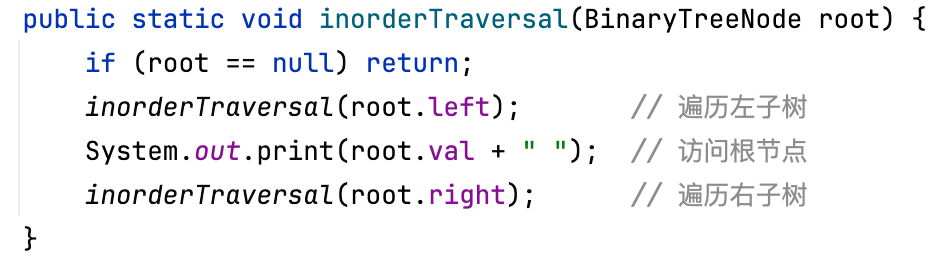 public static void inorderTraversal(BinaryTreeNode root) {
    if (root == null) return;
    inorderTraversal(root.left);       // 遍历左子树
    System.out.print(root.val + " ");  // 访问根节点
    inorderTraversal(root.right);      // 遍历右子树
}